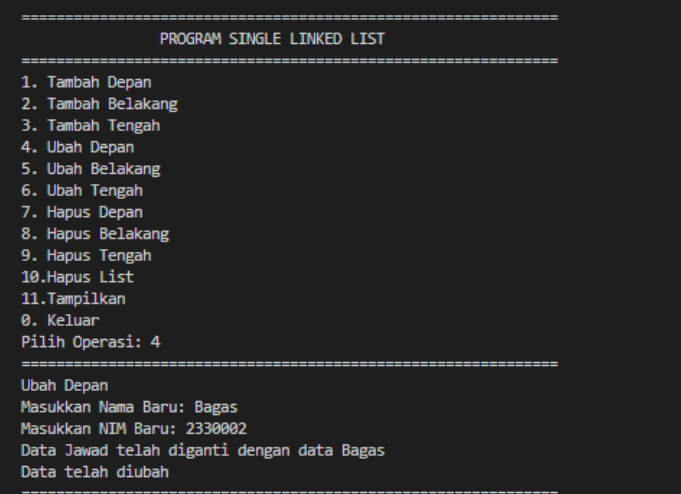 =============================================================
PROGRAM SINGLE LINKED LIST
=============================================================
1. Tambah Depan
2. Tambah Belakang
3. Tambah Tengah
4. Ubah Depan
5. Ubah Belakang
6. Ubah Tengah
7. Hapus Depan
8. Hapus Belakang
9. Hapus Tengah
10.Hapus List
11.Tampilkan
0. Keluar
Pilih Operasi: 4
=============================================================
Ubah Depan
Masukkan Nama Baru: Bagas
Masukkan NIM Baru: 2330002
Data Jawad telah diganti dengan data Bagas
Data telah diubah
=============================================================